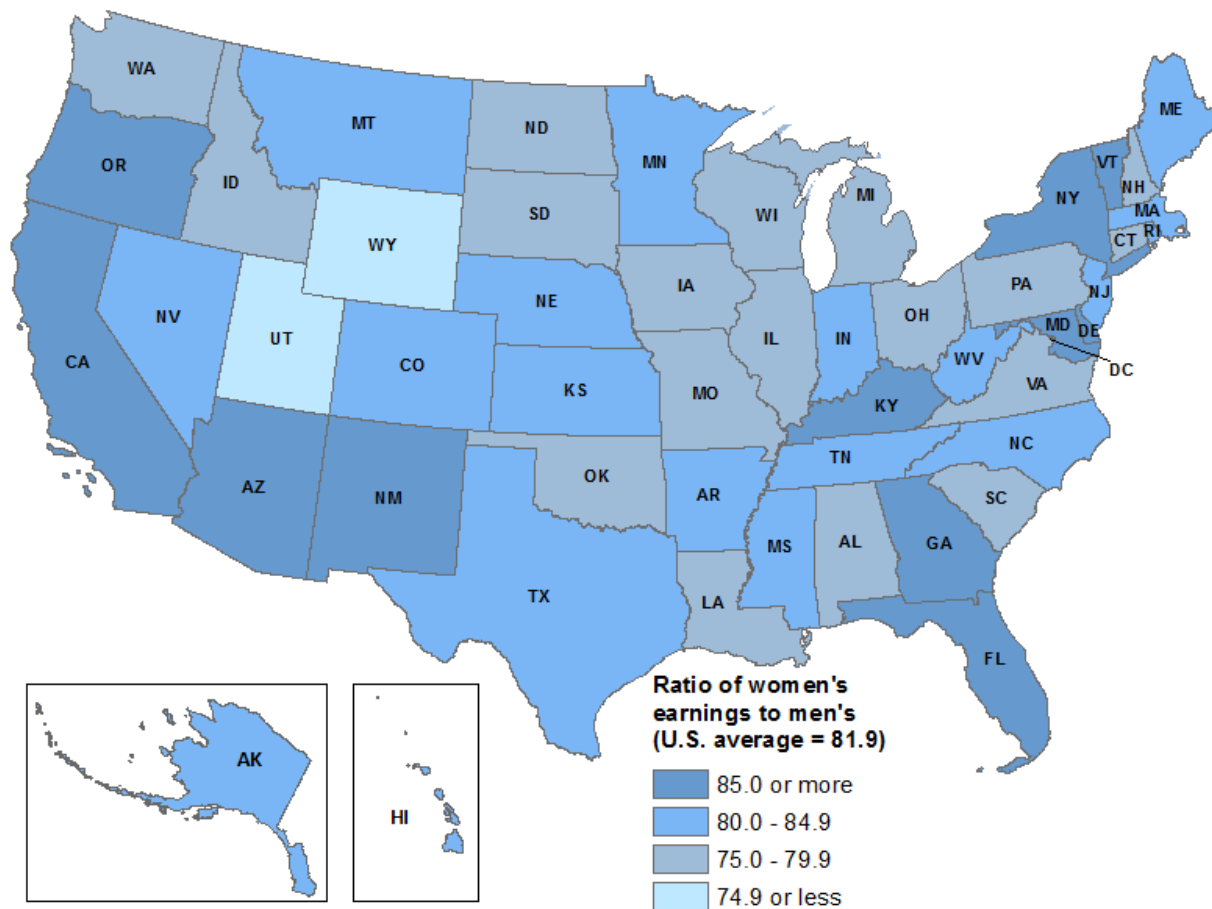 WA
MT
ND
MN
ME
OR
ID
SD
WI
MI
NY
VT
NH
MA
RI
CT
WY
NV
UT
CO
NE
IA
IL
IN
OH
PA
NJ
MD
DE
DC
CA
KS
MO
KY
WV
VA
AZ
NM
OK
AR
TN
NC
SC
TX
LA
MS
AL
GA
FL
AK
HI
Ratio of women's
earnings to men's
(U.S. average = 81.9)
85.0 or more
80.0 - 84.9
75.0 - 79.9
74.9 or less